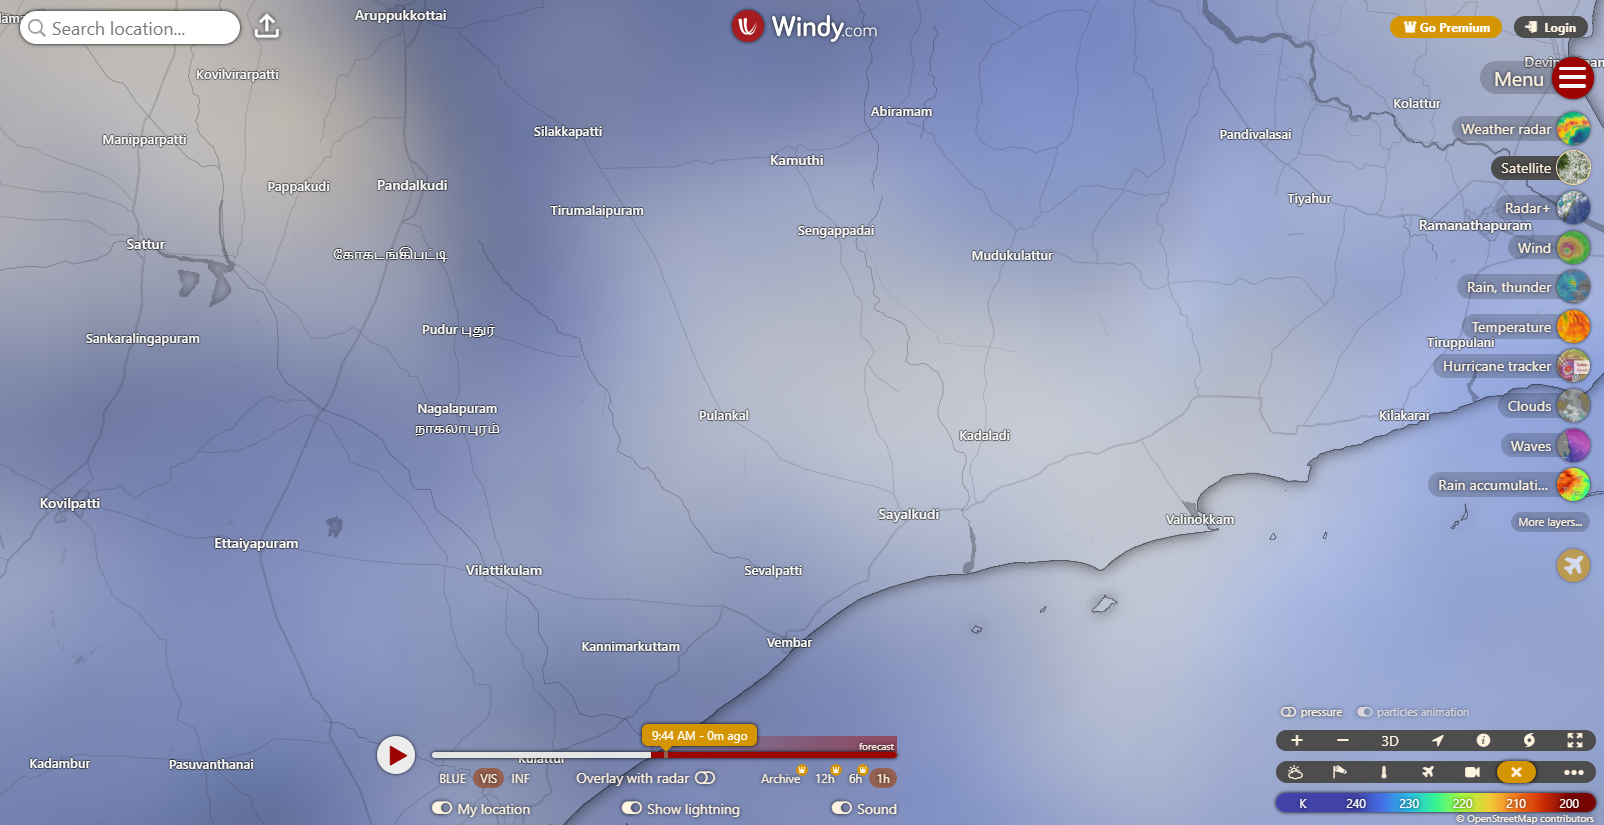 Aruppukkottai
Search location...
Windy.com
Go Premium
Login
Kovilvirarpatti
Menu
Kolattur
Abiramam
Manipparpatti
Silakkapatti
Pandivalasai
Weather radar
Kamuthi
Satellite
Pappakudi
Pandalkudi
Tirumalaipuram
Tiyahur
Radar+
Sattur
கோகடங்கிபட்டி
Sengappadai
Mudukulattur
Ramanathapuram
Wind
Rain, thunder
Sankaralingapuram
Pudur புதுர்
Temperature
Tiruppulani
Hurricane tracker
Nagalapuram
நாகலாபுரம்
Pulankal
Kadaladi
Kilakarai
Clouds
Waves
Rain accumulati...
Kovilpatti
Sayalkudi
Valinokkam
More layers...
Ettaiyapuram
Vilattikulam
Sevalpatti
Kannimarkuttam
Vembar
pressure
particles animation
9:44 AM - 0m ago
forecast
3D
Kadambur
Pasuvanthanai
Kulattur
BLUE VIS INF
Overlay with radar
Archive 12h 6h 1h
My location
Show lightning
Sound
K 240 230 220 210 200
© OpenStreetMap contributors